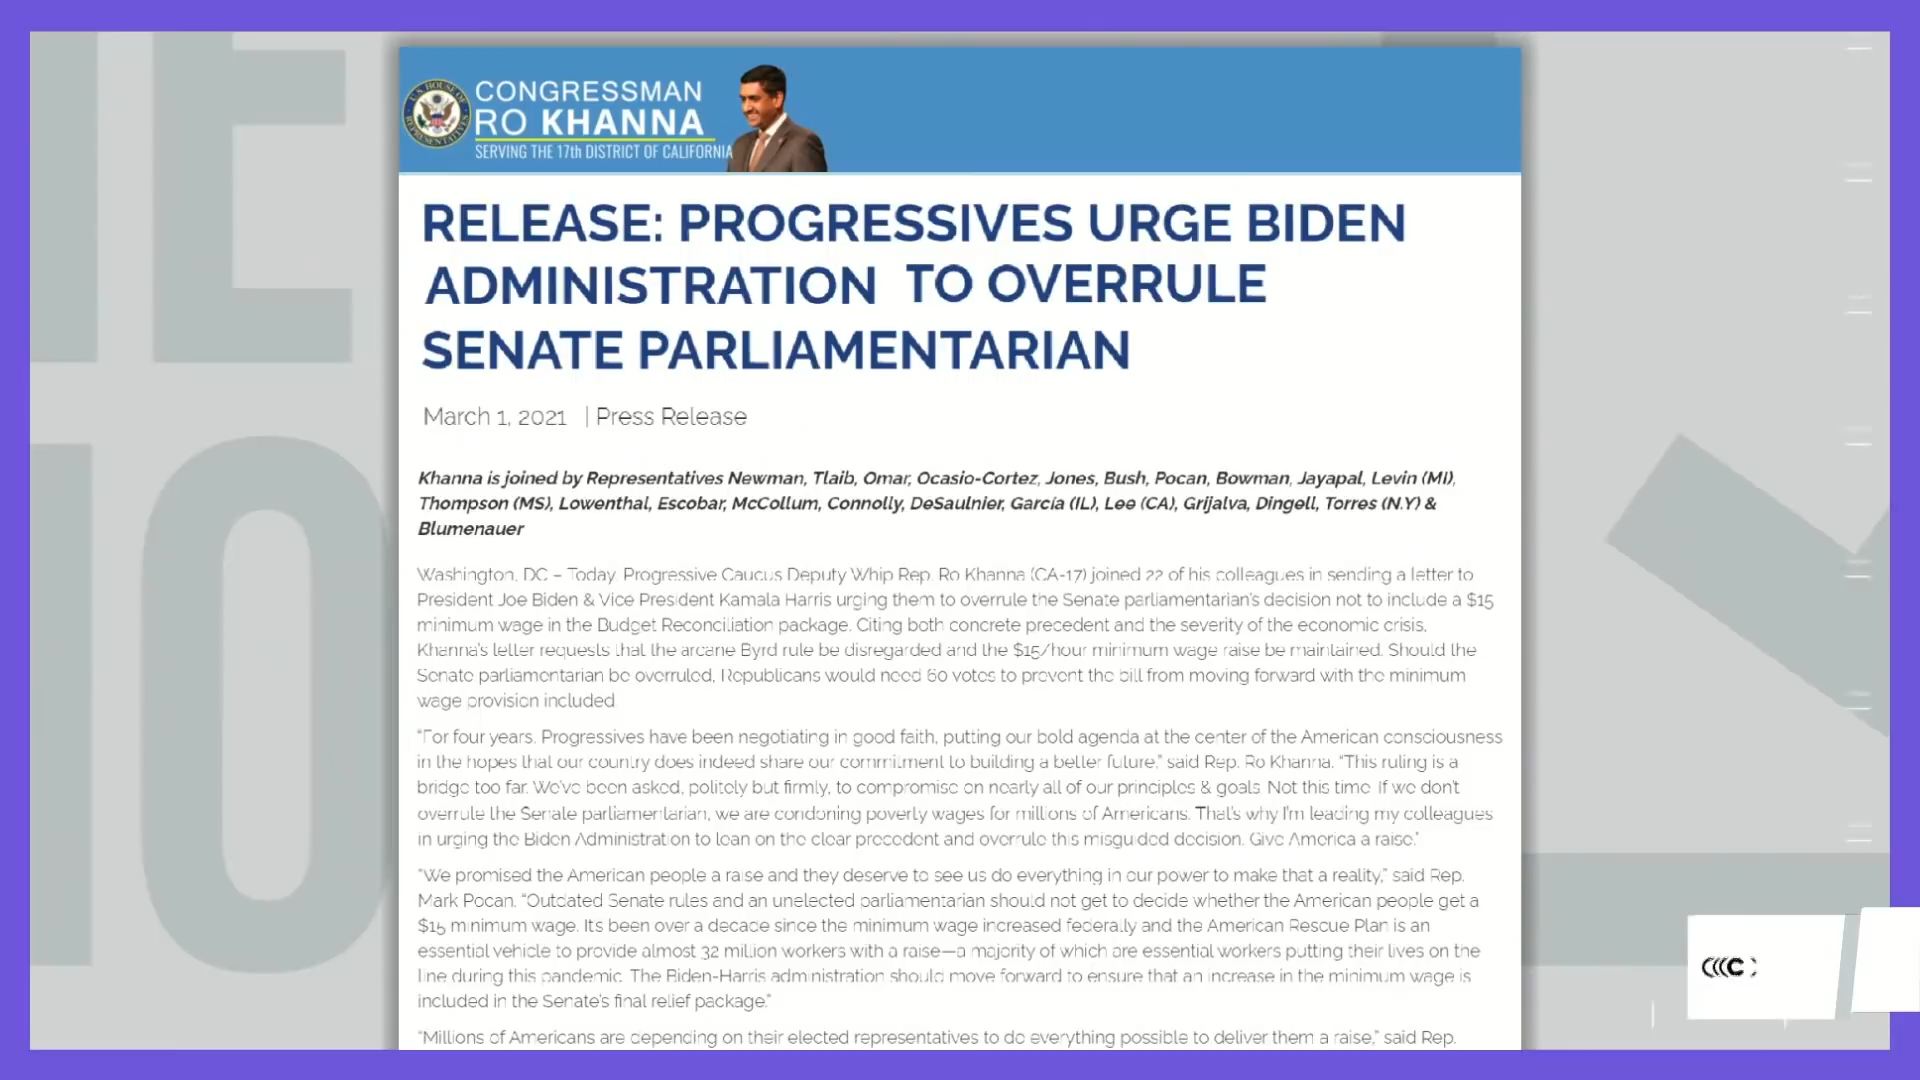 CONGRESSMAN
RO KHANNA
SERVING THE 17th DISTRICT OF CALIFORNIA
RELEASE: PROGRESSIVES URGE BIDEN
ADMINISTRATION TO OVERRULE
SENATE PARLIAMENTARIAN
March 1, 2021 | Press Release
Khanna is joined by Representatives Newman, Tlaib, Omar, Ocasio-Cortez, Jones, Bush, Pocan, Bowman, Jayapal, Levin (MI),
Thompson (MS), Lowenthal, Escobar, McCollum, Connolly, DeSaulnier, García (IL), Lee (CA), Grijalva, Dingell, Torres (N.Y) &
Blumenauer
Washington, DC – Today, Progressive Caucus Deputy Whip Rep. Ro Khanna (CA-17) joined 22 of his colleagues in sending a letter to
President Joe Biden & Vice President Kamala Harris urging them to overrule the Senate parliamentarian's decision not to include a $15
minimum wage in the Budget Reconciliation package. Citing both concrete precedent and the severity of the economic crisis,
Khanna's letter requests that the arcane Byrd rule be disregarded and the $15/hour minimum wage raise be maintained. Should the
Senate parliamentarian be overruled, Republicans would need 60 votes to prevent the bill from moving forward with the minimum
wage provision included.
"For four years, Progressives have been negotiating in good faith, putting our bold agenda at the center of the American consciousness
in the hopes that our country does indeed share our commitment to building a better future," said Rep. Ro Khanna. "This ruling is a
bridge too far. We've been asked, politely but firmly, to compromise on nearly all of our principles & goals. Not this time. If we don't
overrule the Senate parliamentarian, we are condoning poverty wages for millions of Americans. That's why I'm leading my colleagues
in urging the Biden Administration to lean on the clear precedent and overrule this misguided decision. Give America a raise."
"We promised the American people a raise and they deserve to see us do everything in our power to make that a reality," said Rep.
Mark Pocan. "Outdated Senate rules and an unelected parliamentarian should not get to decide whether the American people get a
$15 minimum wage. It's been over a decade since the minimum wage increased federally and the American Rescue Plan is an
essential vehicle to provide almost 32 million workers with a raise—a majority of which are essential workers putting their lives on the
line during this pandemic. The Biden-Harris administration should move forward to ensure that an increase in the minimum wage is
included in the Senate's final relief package."
"Millions of Americans are depending on their elected representatives to do everything possible to deliver them a raise," said Rep.